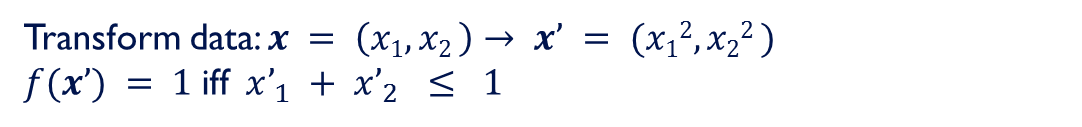 Transform data: x = (x₁, x₂) → x’ = (x₁², x₂²)
f(x’) = 1 iff x’₁ + x’₂ ≤ 1